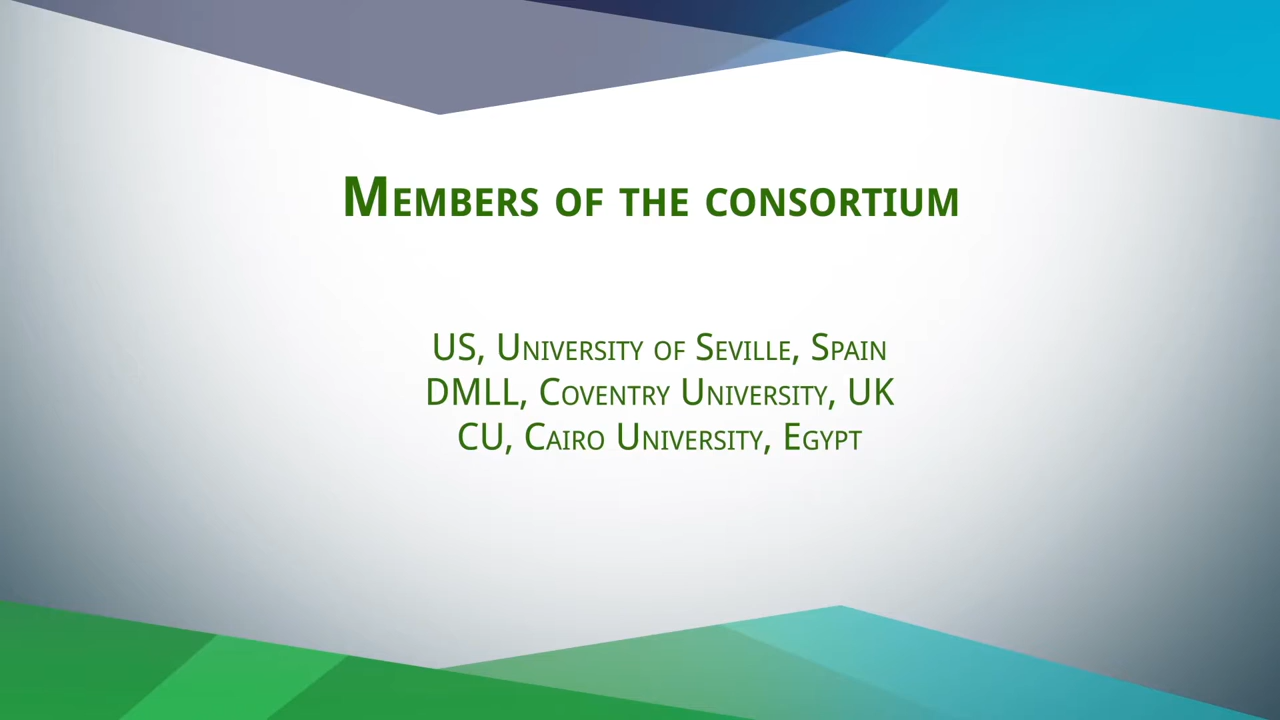 Members of the consortium
US, University of Seville, Spain
DMLL, Coventry University, UK
CU, Cairo University, Egypt